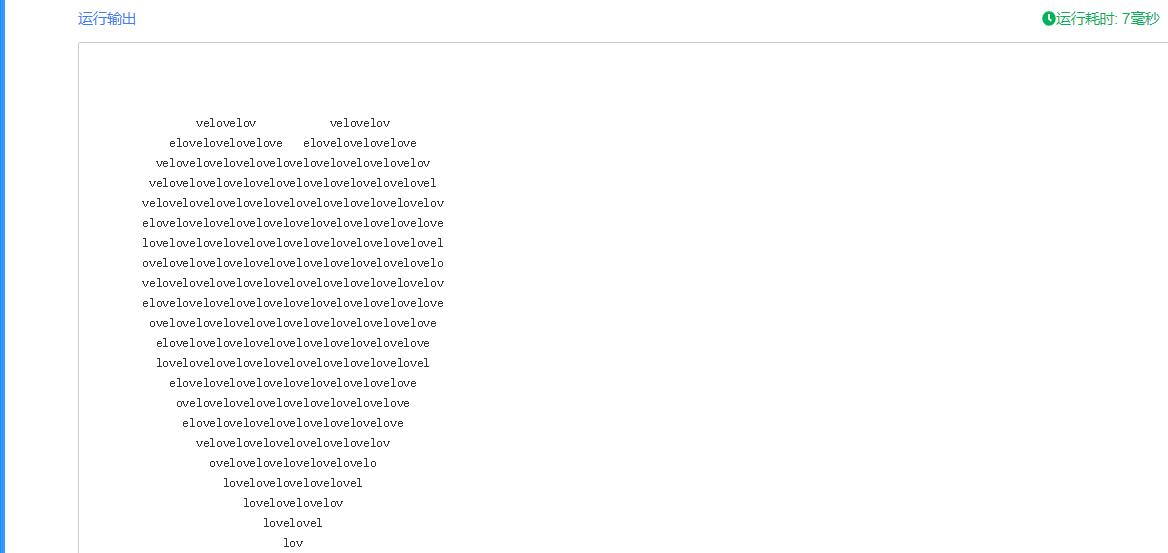 运行输出 运行耗时: 7毫秒
velovelov velovelov
elovelovelovelove elovelovelovelove
velovelovelovelovelovelovelovelovelovelov
velovelovelovelovelovelovelovelovelovelovel
velovelovelovelovelovelovelovelovelovelovelov
elovelovelovelovelovelovelovelovelovelovelove
lovelovelovelovelovelovelovelovelovelovelovel
ovelovelovelovelovelovelovelovelovelovelovelo
velovelovelovelovelovelovelovelovelovelovelov
elovelovelovelovelovelovelovelovelovelovelove
ovelovelovelovelovelovelovelovelovelovelove
elovelovelovelovelovelovelovelovelovelove
lovelovelovelovelovelovelovelovelovelovel
elovelovelovelovelovelovelovelovelove
ovelovelovelovelovelovelovelovelove
elovelovelovelovelovelovelovelove
velovelovelovelovelovelovelov
ovelovelovelovelovelovelo
lovelovelovelovelovel
lovelovelovelov
lovelovel
lov